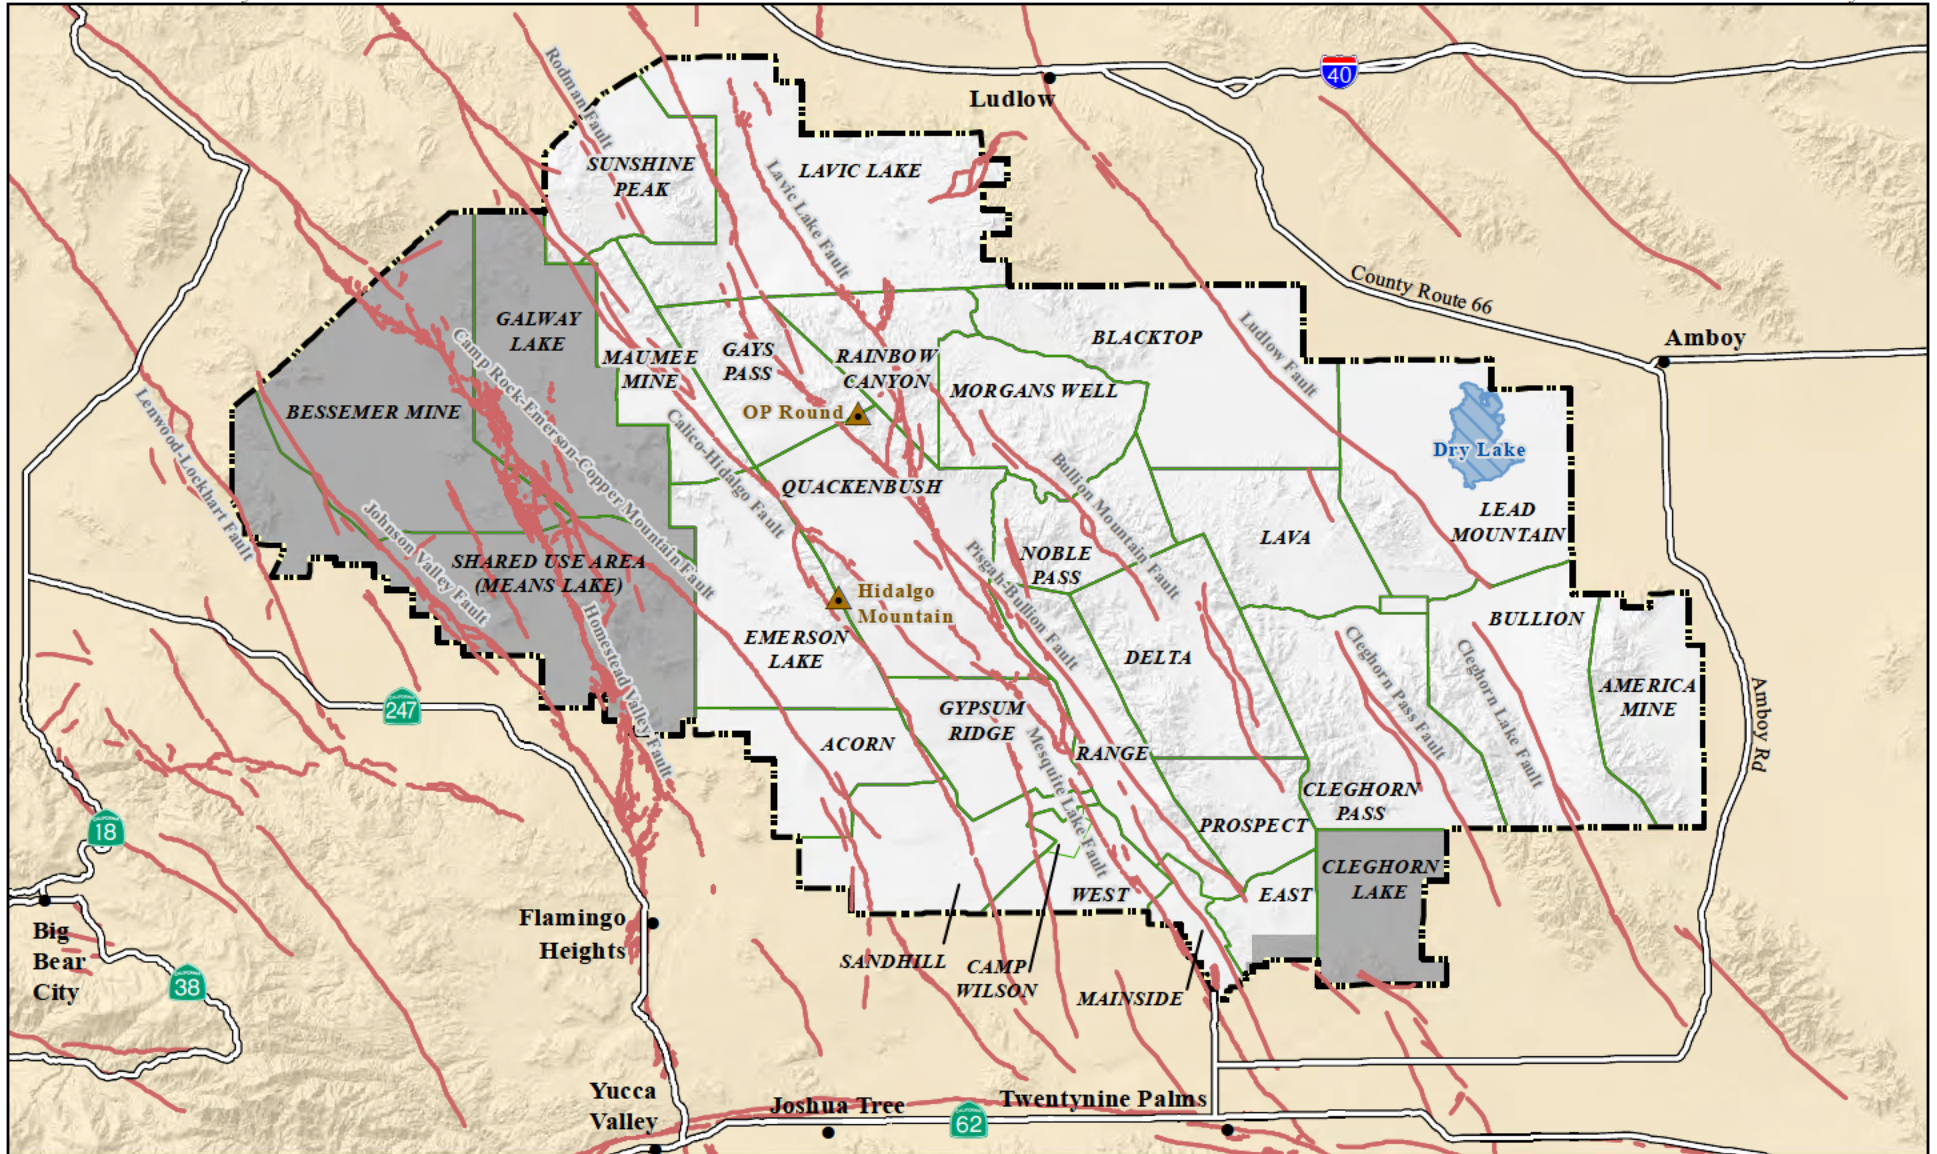 40
Ludlow
Rodman Fault
SUNSHINE
PEAK
LAVIC LAKE
Lavic Lake Fault
County Route 66
Amboy
GALWAY
LAKE
BLACKTOP
Ludlow Fault
Camp Rock-Emerson-Copper Mountain Fault
MAUMEE
MINE
GAYS
PASS
RAINBOW
CANYON
MORGANS WELL
BESSEMER MINE
OP Round
Lenwood-Lockhart Fault
Calico-Hidalgo Fault
Dry Lake
Bullion Mountain Fault
QUACKENBUSH
LEAD
MOUNTAIN
LAVA
Johnson Valley Fault
SHARED USE AREA
(MEANS LAKE)
NOBLE
PASS
Pisgah-Bullion Fault
Hidalgo
Mountain
Homestead Valley Fault
EMERSON
LAKE
DELTA
BULLION
Cleghorn Pass Fault
Cleghorn Lake Fault
AMERICA
MINE
Amboy Rd
CALIFORNIA
247
GYPSUM
RIDGE
ACORN
Mesquite Lake Fault
RANGE
CLEGHORN
PASS
PROSPECT
CALIFORNIA
18
CLEGHORN
LAKE
WEST
EAST
Big
Bear
City
Flamingo
Heights
SANDHILL
CAMP
WILSON
MAINSIDE
CALIFORNIA
38
Yucca
Valley
Joshua Tree
CALIFORNIA
62
Twentynine Palms